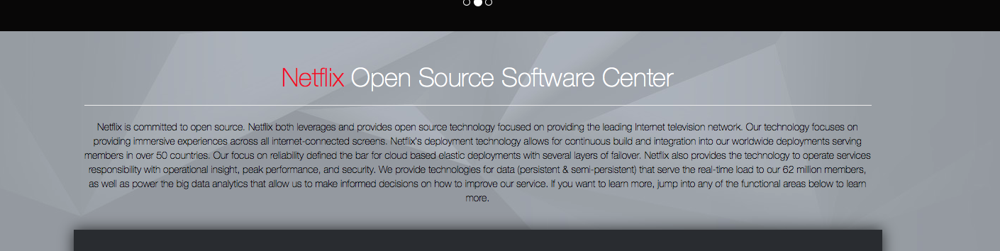 Netflix Open Source Software Center
Netflix is committed to open source. Netflix both leverages and provides open source technology focused on providing the leading Internet television network. Our technology focuses on
providing immersive experiences across all internet-connected screens. Netflix's deployment technology allows for continuous build and integration into our worldwide deployments serving
members in over 50 countries. Our focus on reliability defined the bar for cloud based elastic deployments with several layers of failover. Netflix also provides the technology to operate services
responsibility with operational insight, peak performance, and security. We provide technologies for data (persistent & semi-persistent) that serve the real-time load to our 62 million members,
as well as power the big data analytics that allow us to make informed decisions on how to improve our service. If you want to learn more, jump into any of the functional areas below to learn
more.